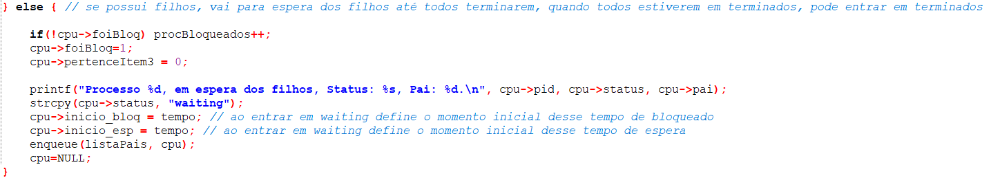 } else { // se possui filhos, vai para espera dos filhos até todos terminarem, quando todos estiverem em terminados, pode entrar em terminados
if(!cpu->foiBloq) procBloqueados++;
cpu->foiBloq=1;
cpu->pertenceItem3 = 0;
printf("Processo %d, em espera dos filhos, Status: %s, Pai: %d.\n", cpu->pid, cpu->status, cpu->pai);
strcpy(cpu->status, "waiting");
cpu->inicio_bloq = tempo; // ao entrar em waiting define o momento inicial desse tempo de bloqueado
cpu->inicio_esp = tempo; // ao entrar em waiting define o momento inicial desse tempo de espera
enqueue(listaPais, cpu);
cpu=NULL;
}